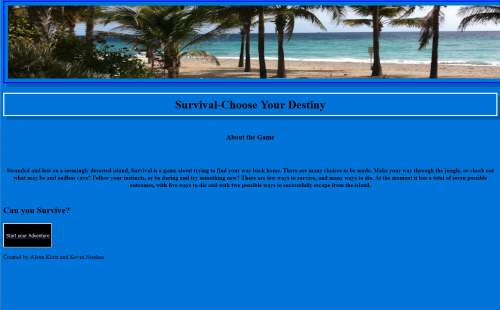 Survival-Choose Your Destiny
About the Game
Stranded and lost on a seemingly deserted island, Survival is a game about trying to find your way back home. There are many choices to be made. Make your way through the jungle, or check out
what may be and endless cave? Follow your instincts, or be daring and try something new? There are few ways to survive, and many ways to die. At the moment it has a total of seven possible
outcomes, with five ways to die and with two possible ways to successfully escape from the island.
Can you Survive?
Start your Adventure
Created by Alena and Kevin